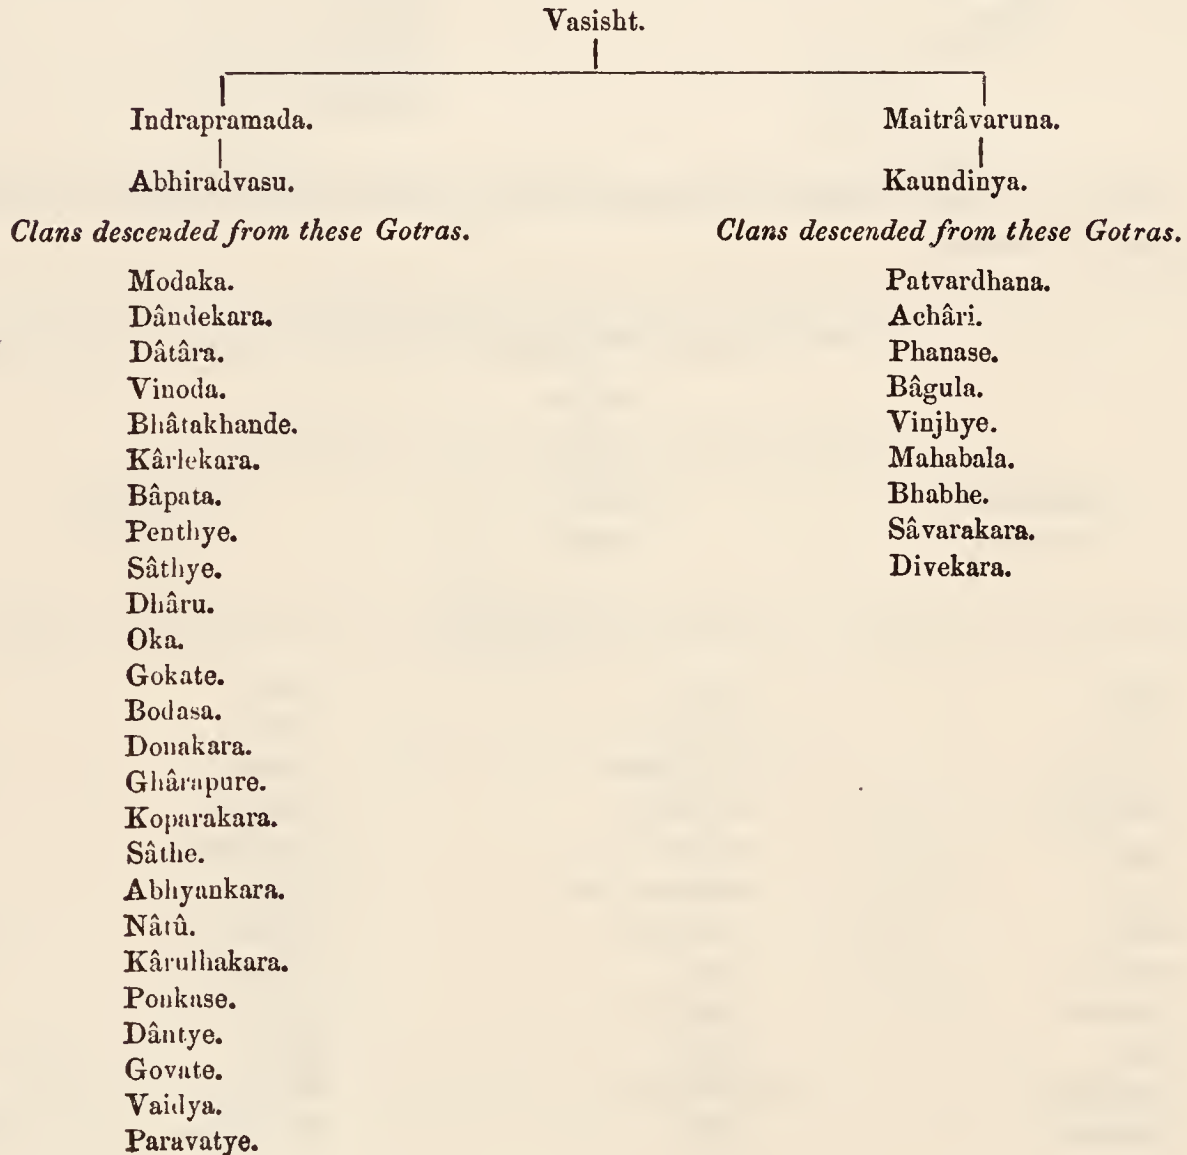 Vasisht.
Indrapramada.
Abhiradvasu.
Clans descended from these Gotras.
Modaka.
Dândekara.
Dâtâra.
Vinoda.
Bhâtakhande.
Kârlekara.
Bâpata.
Penthye.
Sâthye.
Dhâru.
Oka.
Gokate.
Bodasa.
Donakara.
Ghârapure.
Koparakara.
Sâthe.
Abhyankara.
Nâtû.
Kârulhakara.
Ponkase.
Dântye.
Govate.
Vaidya.
Paravatye.
Maitrâvaruna.
Kaundinya.
Clans descended from these Gotras.
Patvardhana.
Achâri.
Phanase.
Bâgula.
Vinjhye.
Mahabala.
Bhabhe.
Sâvarakara.
Divekara.